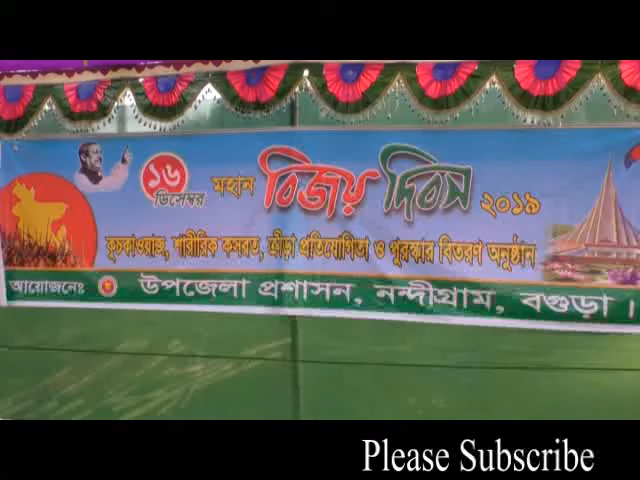 ১৬ ডিসেম্বর মহান বিজয় দিবস ২০১৯
কুচকাওয়াজ, শারীরিক কসরত, ক্রীড়া প্রতিযোগিতা ও পুরস্কার বিতরণ অনুষ্ঠান
আয়োজনেঃ উপজেলা প্রশাসন, নন্দীগ্রাম, বগুড়া।
Please Subscribe